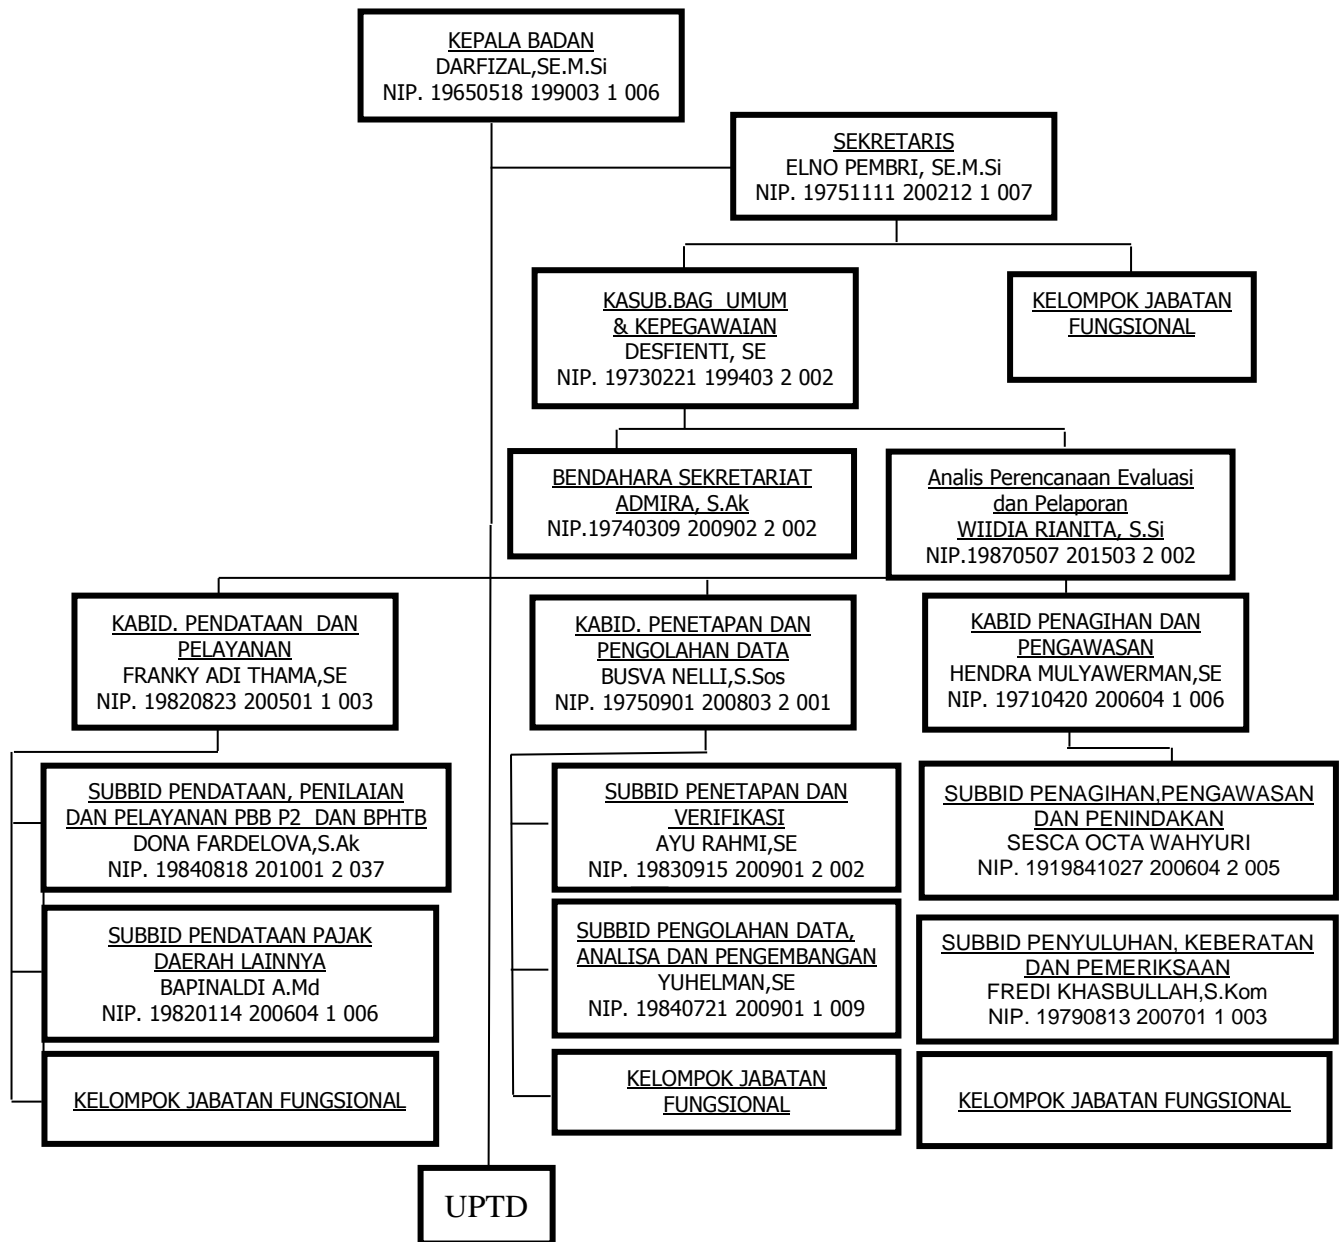 KEPALA BADAN
DARFIZAL,SE.M.Si
NIP. 19650518 199003 1 006
SEKRETARIS
ELNO PEMBRI, SE.M.Si
NIP. 19751111 200212 1 007
KASUB.BAG UMUM
& KEPEGAWAIAN
DESFIENTI, SE
NIP. 19730221 199403 2 002
KELOMPOK JABATAN
FUNGSIONAL
BENDAHARA SEKRETARIAT
ADMIRA, S.Ak
NIP.19740309 200902 2 002
Analis Perencanaan Evaluasi
dan Pelaporan
WIIDIA RIANITA, S.Si
NIP.19870507 201503 2 002
KABID. PENDATAAN DAN
PELAYANAN
FRANKY ADI THAMA,SE
NIP. 19820823 200501 1 003
KABID. PENETAPAN DAN
PENGOLAHAN DATA
BUSVA NELLI,S.Sos
NIP. 19750901 200803 2 001
KABID PENAGIHAN DAN
PENGAWASAN
HENDRA MULYAWERMAN,SE
NIP. 19710420 200604 1 006
SUBBID PENDATAAN, PENILAIAN
DAN PELAYANAN PBB P2 DAN BPHTB
DONA FARDELOVA,S.Ak
NIP. 19840818 201001 2 037
SUBBID PENETAPAN DAN
VERIFIKASI
AYU RAHMI,SE
NIP. 19830915 200901 2 002
SUBBID PENAGIHAN,PENGAWASAN
DAN PENINDAKAN
SESCA OCTA WAHYURI
NIP. 1919841027 200604 2 005
SUBBID PENDATAAN PAJAK
DAERAH LAINNYA
BAPINALDI A.Md
NIP. 19820114 200604 1 006
SUBBID PENGOLAHAN DATA,
ANALISA DAN PENGEMBANGAN
YUHELMAN,SE
NIP. 19840721 200901 1 009
SUBBID PENYULUHAN, KEBERATAN
DAN PEMERIKSAAN
FREDI KHASBULLAH,S.Kom
NIP. 19790813 200701 1 003
KELOMPOK JABATAN FUNGSIONAL
KELOMPOK JABATAN
FUNGSIONAL
KELOMPOK JABATAN FUNGSIONAL
UPTD